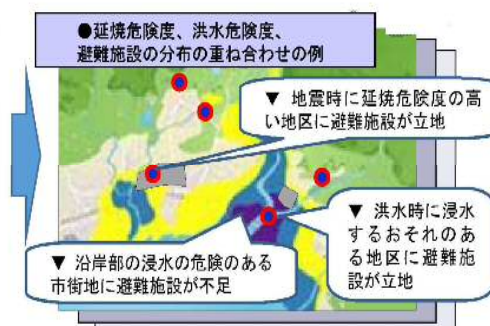 ●延焼危険度、洪水危険度、
避難施設の分布の重ね合わせの例
▼ 地震時に延焼危険度の高
い地区に避難施設が立地
▼ 洪水時に浸水
するおそれのあ
る地区に避難施
設が立地
▼ 沿岸部の浸水の危険のある
市街地に避難施設が不足